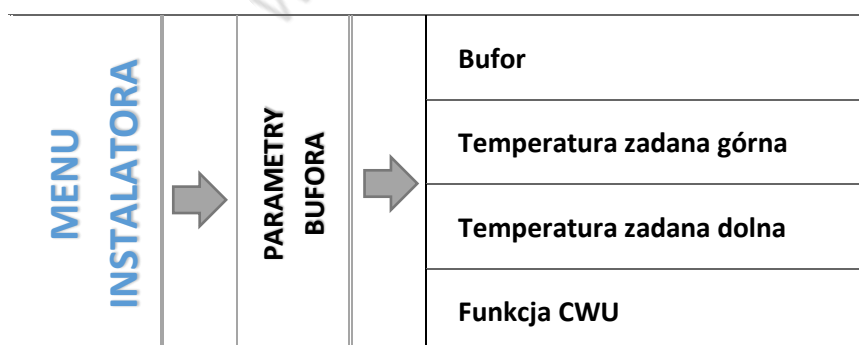 MENU
INSTALATORA
PARAMETRY
BUFORA
Bufor
Temperatura zadana górna
Temperatura zadana dolna
Funkcja CWU